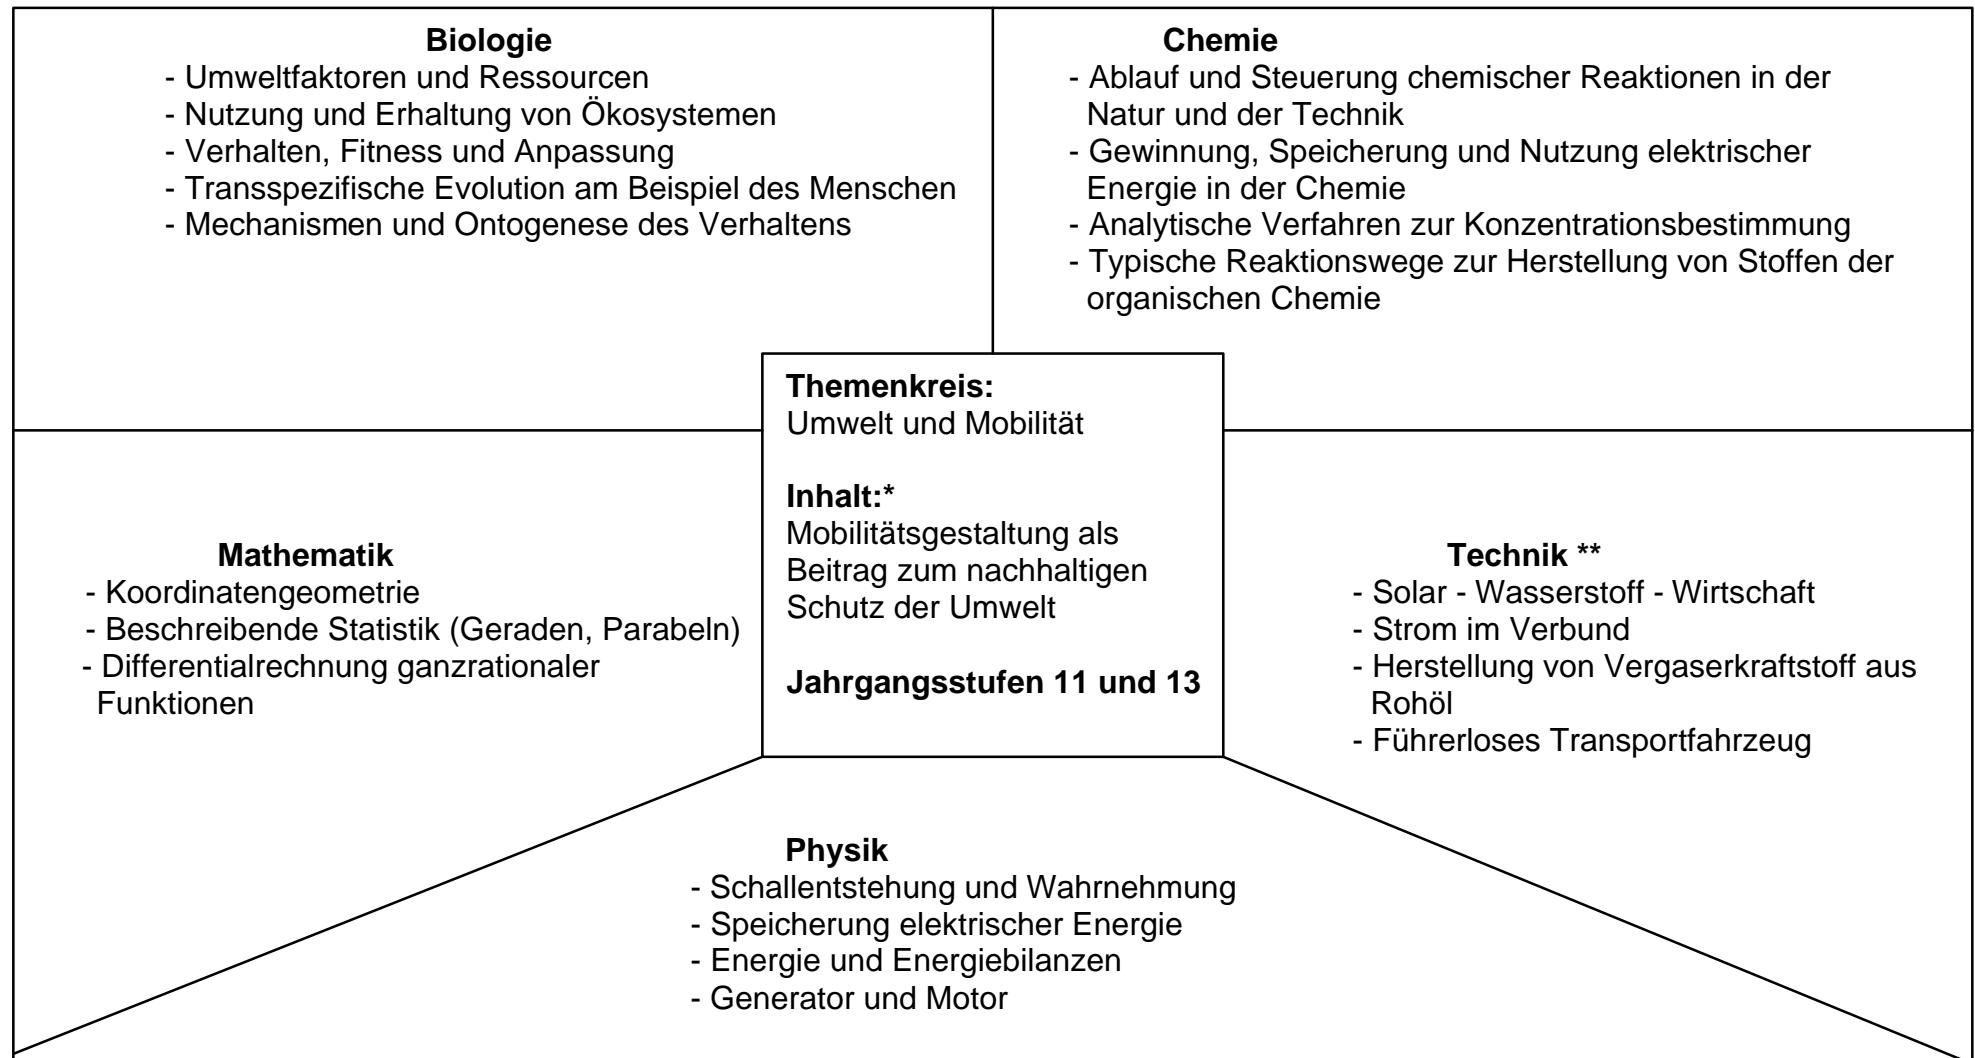 Biologie
- Umweltfaktoren und Ressourcen
- Nutzung und Erhaltung von Ökosystemen
- Verhalten, Fitness und Anpassung
- Transspezifische Evolution am Beispiel des Menschen
- Mechanismen und Ontogenese des Verhaltens
Chemie
- Ablauf und Steuerung chemischer Reaktionen in der
Natur und der Technik
- Gewinnung, Speicherung und Nutzung elektrischer
Energie in der Chemie
- Analytische Verfahren zur Konzentrationsbestimmung
- Typische Reaktionswege zur Herstellung von Stoffen der
organischen Chemie
Themenkreis:
Umwelt und Mobilität
Inhalt:*
Mobilitätsgestaltung als
Beitrag zum nachhaltigen
Schutz der Umwelt
Jahrgangsstufen 11 und 13
Mathematik
- Koordinatengeometrie
- Beschreibende Statistik (Geraden, Parabeln)
- Differentialrechnung ganzrationaler
Funktionen
Technik **
- Solar - Wasserstoff - Wirtschaft
- Strom im Verbund
- Herstellung von Vergaserkraftstoff aus
Rohöl
- Führerloses Transportfahrzeug
Physik
- Schallentstehung und Wahrnehmung
- Speicherung elektrischer Energie
- Energie und Energiebilanzen
- Generator und Motor